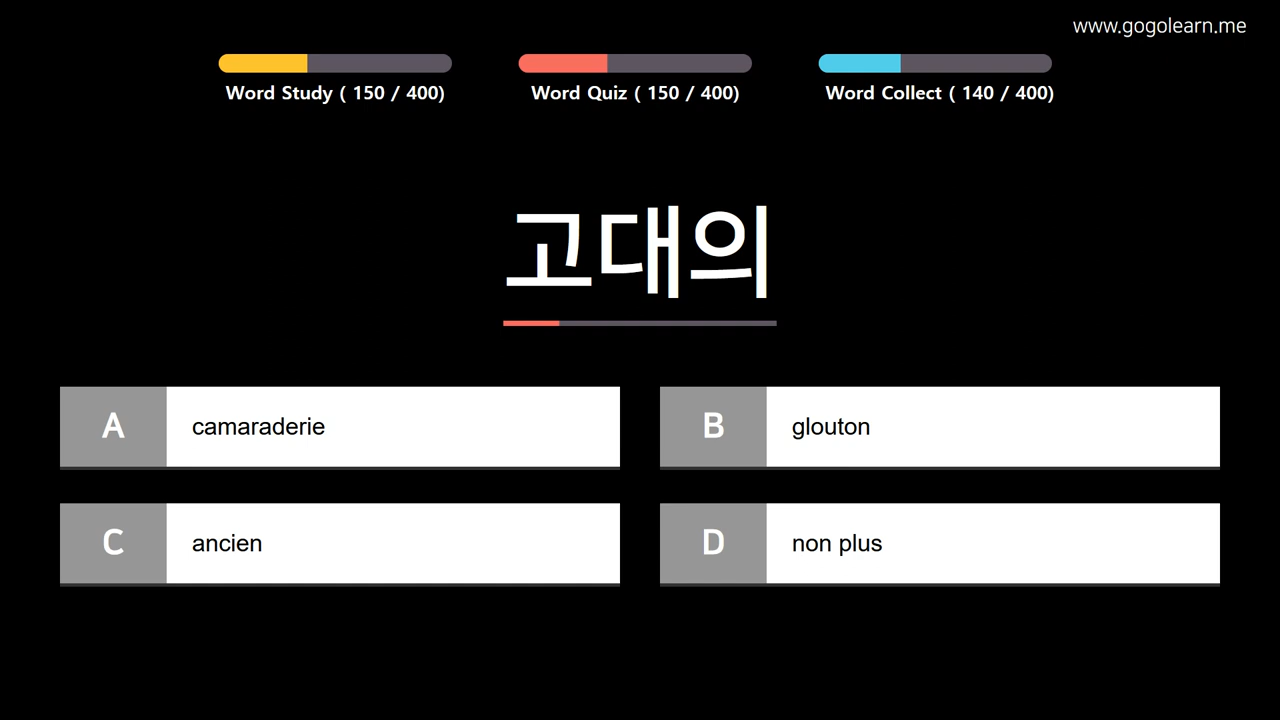 www.gogolearn.me
Word Study ( 150 / 400)
Word Quiz ( 150 / 400)
Word Collect ( 140 / 400)
고대의
A camaraderie
B glouton
C ancien
D non plus